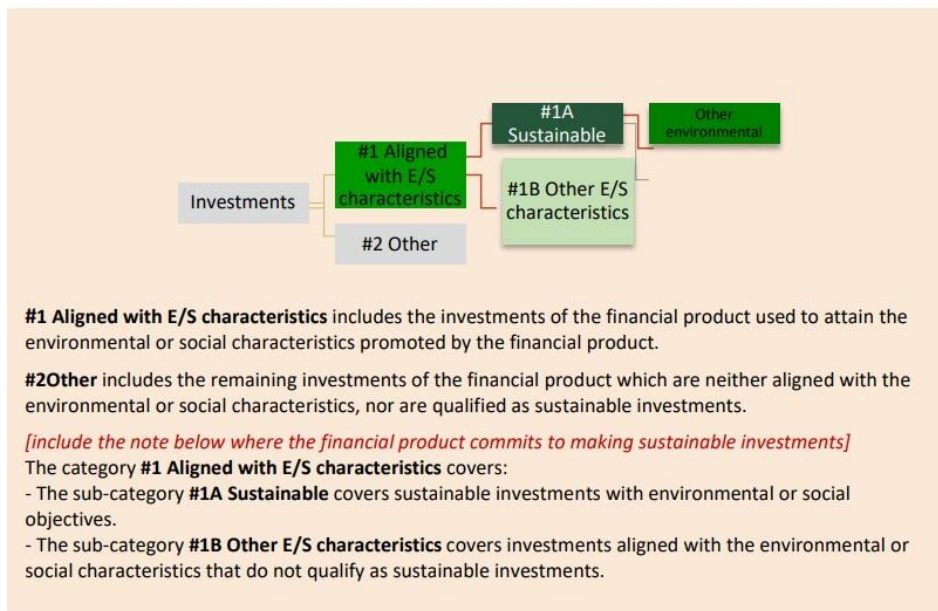 #1A
Sustainable
Other
environmental
#1 Aligned
with E/S
characteristics
#1B Other E/S
characteristics
Investments
#2 Other
#1 Aligned with E/S characteristics includes the investments of the financial product used to attain the
environmental or social characteristics promoted by the financial product.
#2Other includes the remaining investments of the financial product which are neither aligned with the
environmental or social characteristics, nor are qualified as sustainable investments.
[include the note below where the financial product commits to making sustainable investments]
The category #1 Aligned with E/S characteristics covers:
- The sub-category #1A Sustainable covers sustainable investments with environmental or social
objectives.
- The sub-category #1B Other E/S characteristics covers investments aligned with the environmental or
social characteristics that do not qualify as sustainable investments.